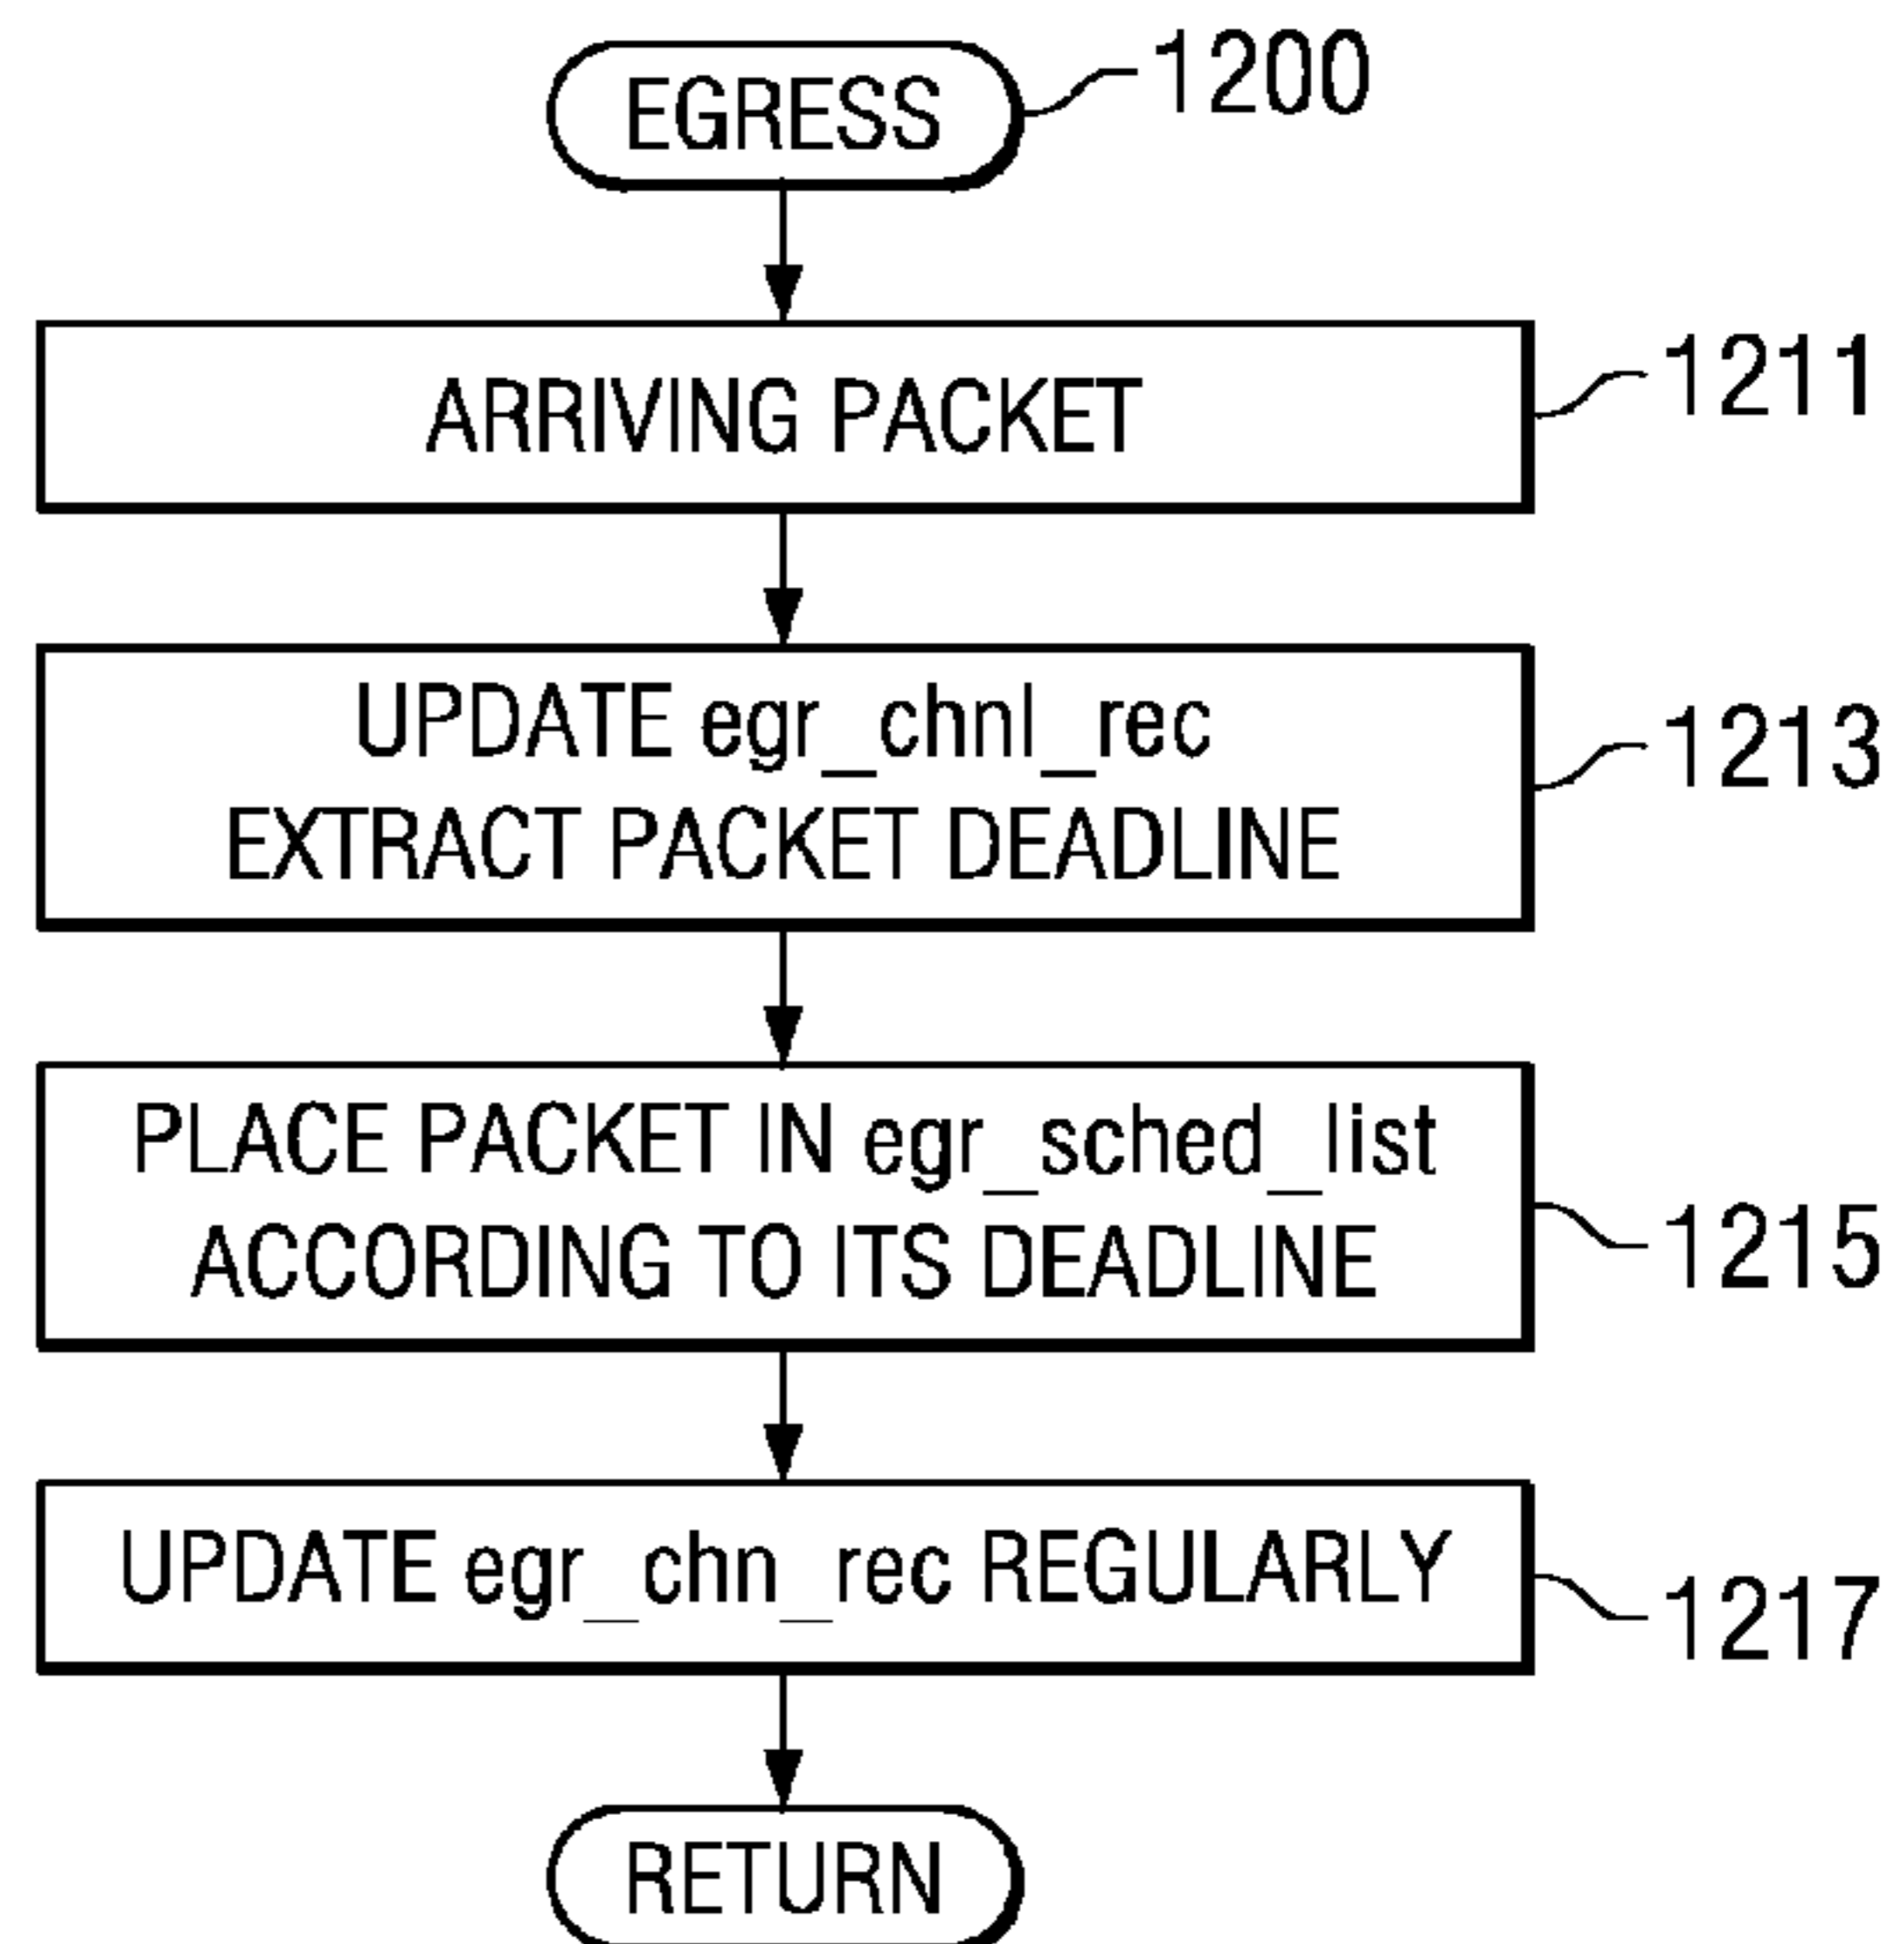 EGRESS
1200
ARRIVING PACKET
1211
UPDATE egr_chnl_rec
EXTRACT PACKET DEADLINE
1213
PLACE PACKET IN egr_sched_list
ACCORDING TO ITS DEADLINE
1215
UPDATE egr_chn_rec REGULARLY
1217
RETURN